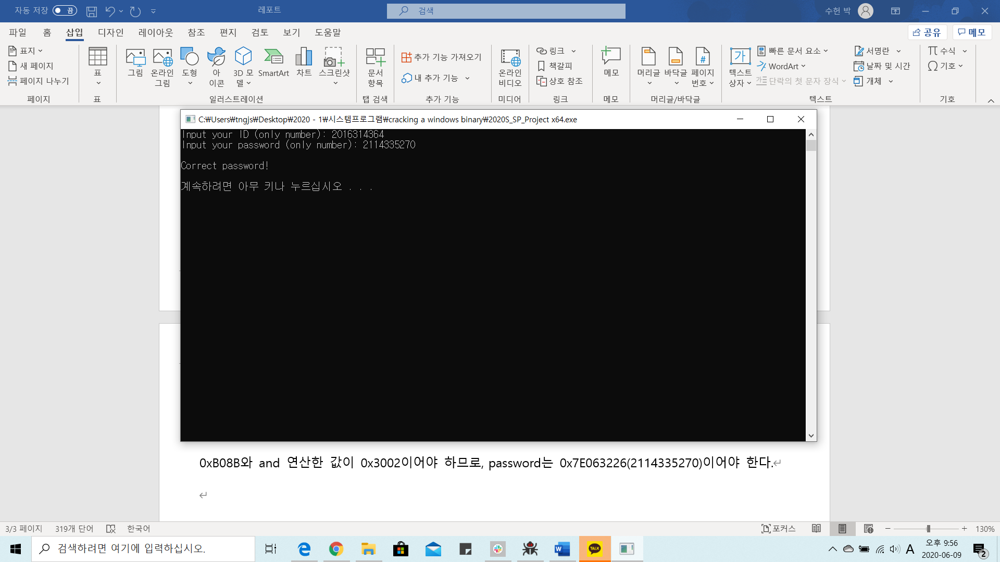 자동 저장 끔 레포트 검색 수헌 박
파일 홈 삽입 디자인 레이아웃 참조 편지 검토 보기 도움말 공유 메모
표지
새 페이지
페이지 나누기
페이지
표
표
그림
온라인 그림
도형
아이콘
3D 모델
SmartArt
차트
스크린샷
일러스트레이션
문서 항목
탭 검색
추가 기능 가져오기
내 추가 기능
추가 기능
온라인 비디오
미디어
링크
책갈피
상호 참조
링크
메모
메모
머리글
바닥글
페이지 번호
머리글/바닥글
텍스트 상자
빠른 문서 요소
WordArt
단락의 첫 문자 장식
서명란
날짜 및 시간
개체
텍스트
수식
기호
기호
C:₩Users₩tngjs₩Desktop₩2020 - 1₩시스템프로그램₩cracking a windows binary₩2020S_SP_Project x64.exe
Input your ID (only number): 2016314364
Input your password (only number): 2114335270
Correct password!
계속하려면 아무 키나 누르십시오 . . .
0xB08B와 and 연산한 값이 0x3002이어야 하므로, password는 0x7E063226(2114335270)이어야 한다.↵
↵
3/3 페이지 319개 단어 한국어 포커스 130%
검색하려면 여기에 입력하십시오.
TALK
A
오후 9:56
2020-06-09
2